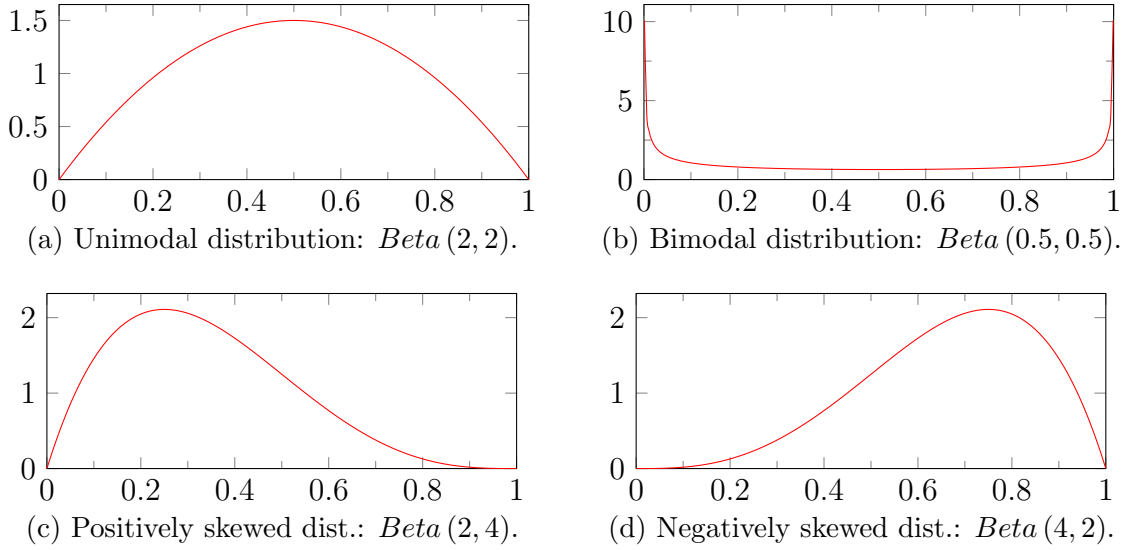 1.5
1
0.5
0
0 0.2 0.4 0.6 0.8 1
(a) Unimodal distribution: Beta (2, 2).
10
5
0
0 0.2 0.4 0.6 0.8 1
(b) Bimodal distribution: Beta (0.5, 0.5).
2
1
0
0 0.2 0.4 0.6 0.8 1
(c) Positively skewed dist.: Beta (2, 4).
2
1
0
0 0.2 0.4 0.6 0.8 1
(d) Negatively skewed dist.: Beta (4, 2).